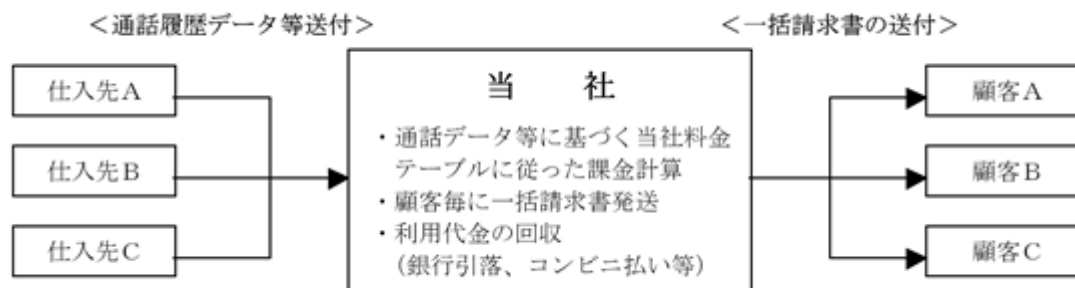 ＜通話履歴データ等送付＞
＜一括請求書の送付＞
仕入先Ａ
仕入先Ｂ
仕入先Ｃ
当　社
・通話データ等に基づく当社料金
テーブルに従った課金計算
・顧客毎に一括請求書発送
・利用代金の回収
（銀行引落、コンビニ払い等）
顧客Ａ
顧客Ｂ
顧客Ｃ